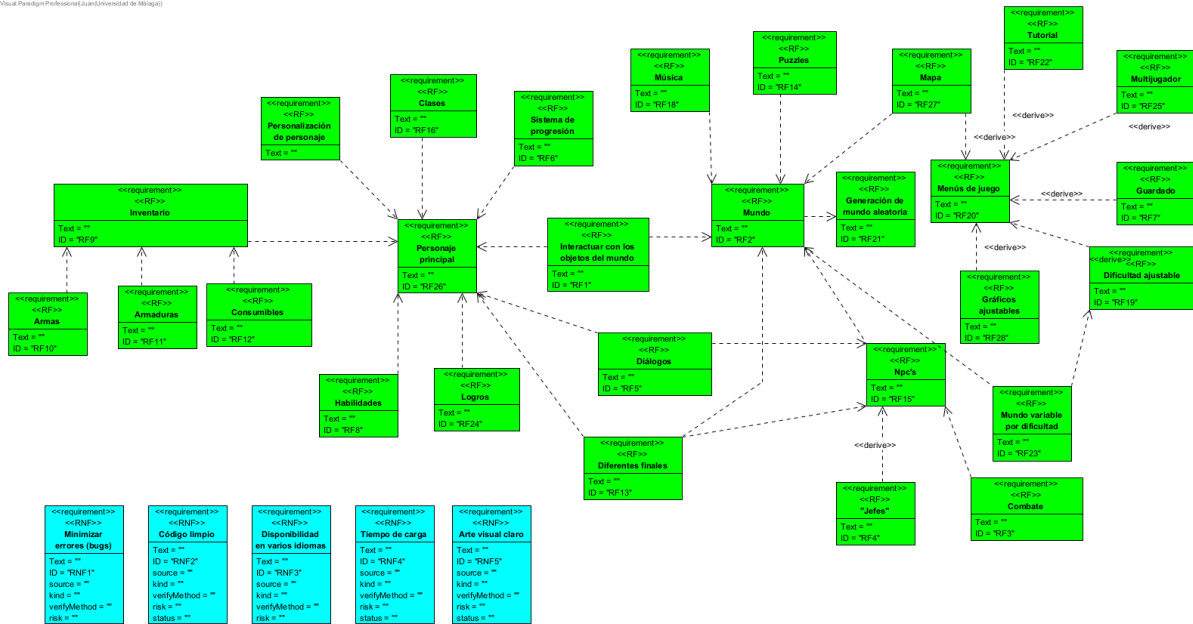 Visual Paradigm Professional(Juan(Universidad de Málaga))
<<requirement>>
<<RF>>
Tutorial
Text = ""
ID = "RF22"
<<requirement>>
<<RF>>
Puzzles
Text = ""
ID = "RF14"
<<requirement>>
<<RF>>
Música
Text = ""
ID = "RF18"
<<requirement>>
<<RF>>
Mapa
Text = ""
ID = "RF27"
<<requirement>>
<<RF>>
Multijugador
Text = ""
ID = "RF25"
<<requirement>>
<<RF>>
Clases
Text = ""
ID = "RF16"
<<requirement>>
<<RF>>
Personalización
de personaje
Text = ""
<<requirement>>
<<RF>>
Sistema de
progresión
Text = ""
ID = "RF6"
<<derive>>
<<derive>>
<<derive>>
<<requirement>>
<<RF>>
Inventario
Text = ""
ID = "RF9"
<<requirement>>
<<RF>>
Mundo
Text = ""
ID = "RF2"
<<requirement>>
<<RF>>
Generación de
mundo aleatoria
Text = ""
ID = "RF21"
<<requirement>>
<<RF>>
Menús de juego
Text = ""
ID = "RF20"
<<derive>>
<<requirement>>
<<RF>>
Guardado
Text = ""
ID = "RF7"
<<requirement>>
<<RF>>
Personaje
principal
Text = ""
ID = "RF26"
<<requirement>>
<<RF>>
Interactuar con los
objetos del mundo
Text = ""
ID = "RF1"
<<derive>>
<<derive>>
<<requirement>>
<<RF>>
Dificultad ajustable
Text = ""
ID = "RF19"
<<requirement>>
<<RF>>
Gráficos
ajustables
Text = ""
ID = "RF28"
<<requirement>>
<<RF>>
Armas
Text = ""
ID = "RF10"
<<requirement>>
<<RF>>
Armaduras
Text = ""
ID = "RF11"
<<requirement>>
<<RF>>
Consumibles
Text = ""
ID = "RF12"
<<requirement>>
<<RF>>
Diálogos
Text = ""
ID = "RF5"
<<requirement>>
<<RF>>
Npc's
Text = ""
ID = "RF15"
<<requirement>>
<<RF>>
Habilidades
Text = ""
ID = "RF8"
<<requirement>>
<<RF>>
Logros
Text = ""
ID = "RF24"
<<requirement>>
<<RF>>
Mundo variable
por dificultad
Text = ""
ID = "RF23"
<<requirement>>
<<RF>>
Diferentes finales
Text = ""
ID = "RF13"
<<derive>>
<<requirement>>
<<RF>>
"Jefes"
Text = ""
ID = "RF4"
<<requirement>>
<<RF>>
Combate
Text = ""
ID = "RF3"
<<requirement>>
<<RNF>>
Minimizar
errores (bugs)
Text = ""
ID = "RNF1"
source = ""
kind = ""
verifyMethod = ""
risk = ""
<<requirement>>
<<RNF>>
Código limpio
Text = ""
ID = "RNF2"
source = ""
kind = ""
verifyMethod = ""
risk = ""
status = ""
<<requirement>>
<<RNF>>
Disponibilidad
en varios idiomas
Text = ""
ID = "RNF3"
source = ""
kind = ""
verifyMethod = ""
risk = ""
<<requirement>>
<<RNF>>
Tiempo de carga
Text = ""
ID = "RNF4"
source = ""
kind = ""
verifyMethod = ""
risk = ""
status = ""
<<requirement>>
<<RNF>>
Arte visual claro
Text = ""
ID = "RNF5"
source = ""
kind = ""
verifyMethod = ""
risk = ""
status = ""